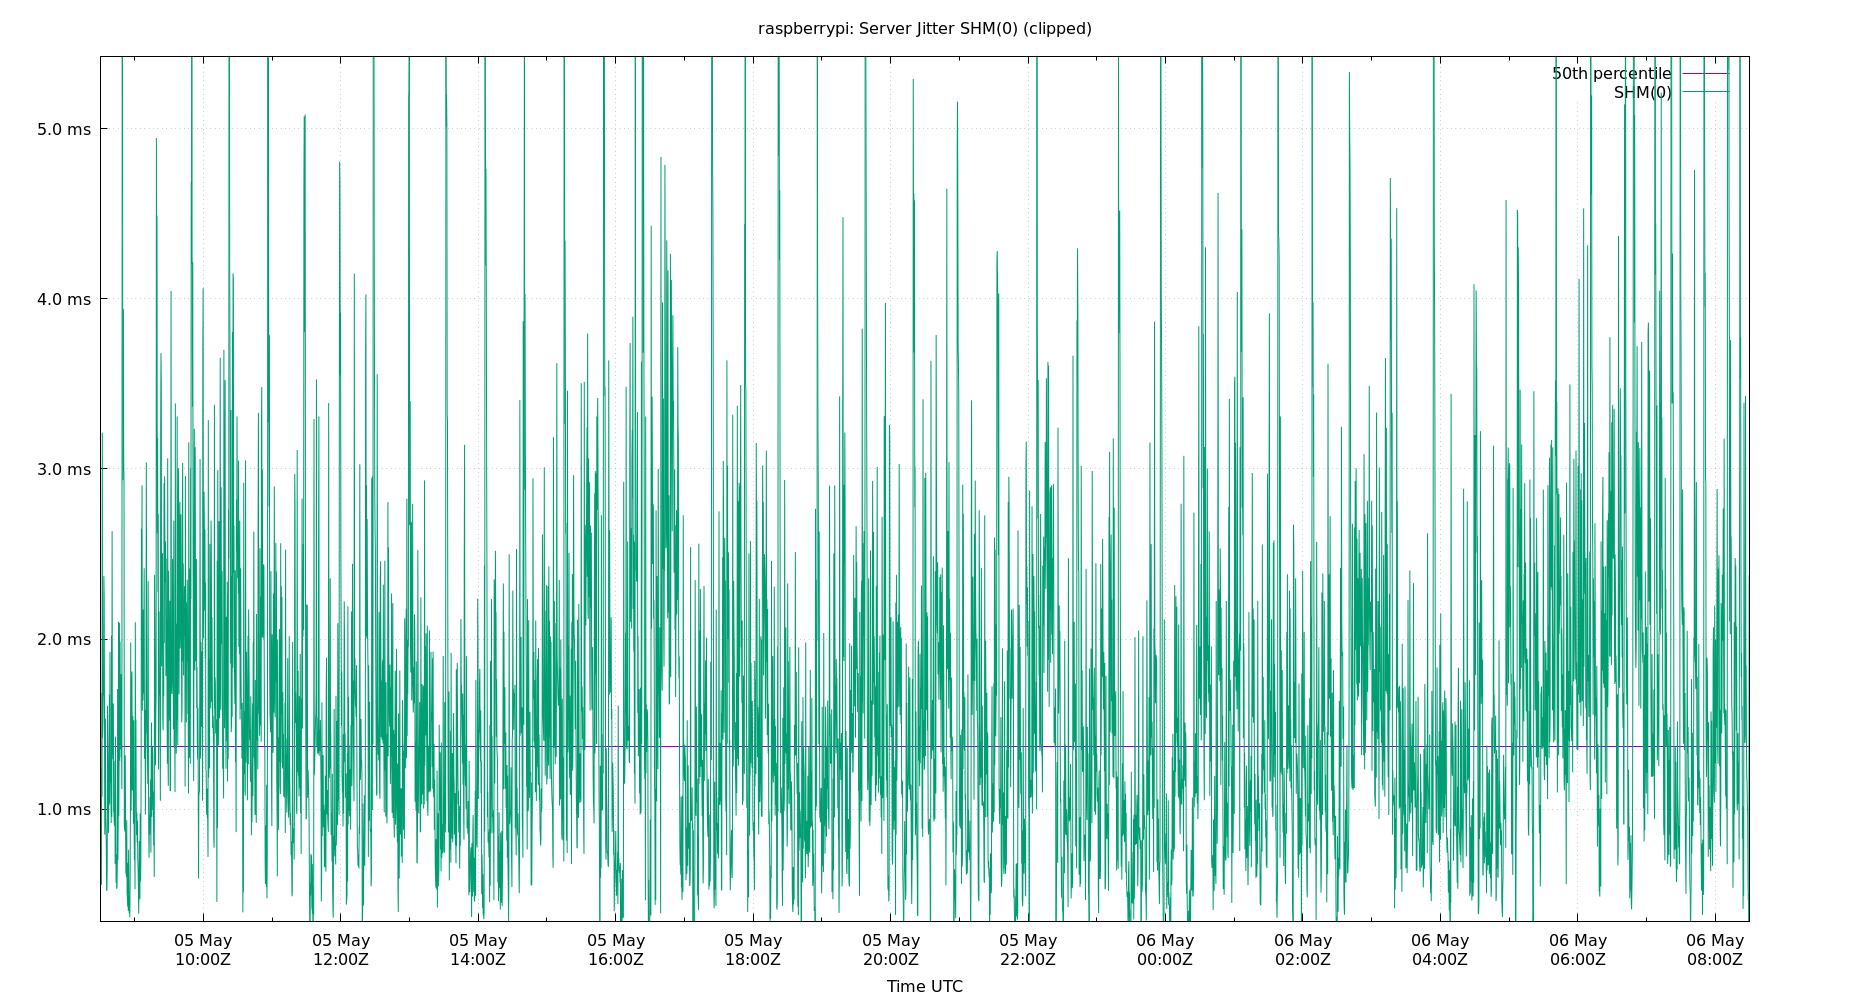 raspberrypi: Server Jitter SHM(0) (clipped)
50th percentile
SHM(0)
5.0 ms
4.0 ms
3.0 ms
2.0 ms
1.0 ms
05 May 05 May 05 May 05 May 05 May 05 May 05 May 06 May 06 May 06 May 06 May 06 May
10:00Z 12:00Z 14:00Z 16:00Z 18:00Z 20:00Z 22:00Z 00:00Z 02:00Z 04:00Z 06:00Z 08:00Z
Time UTC